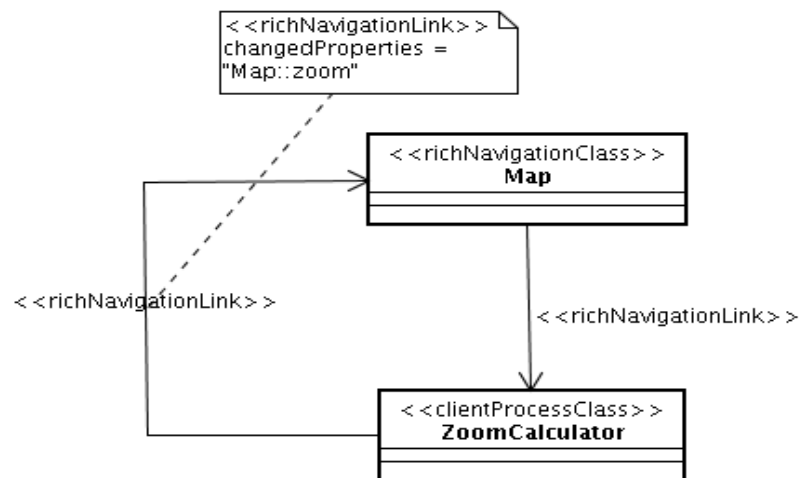 <<richNavigationLink>>
changedProperties =
"Map::zoom"
<<richNavigationClass>>
Map
<<richNavigationLink>>
<<richNavigationLink>>
<<clientProcessClass>>
ZoomCalculator